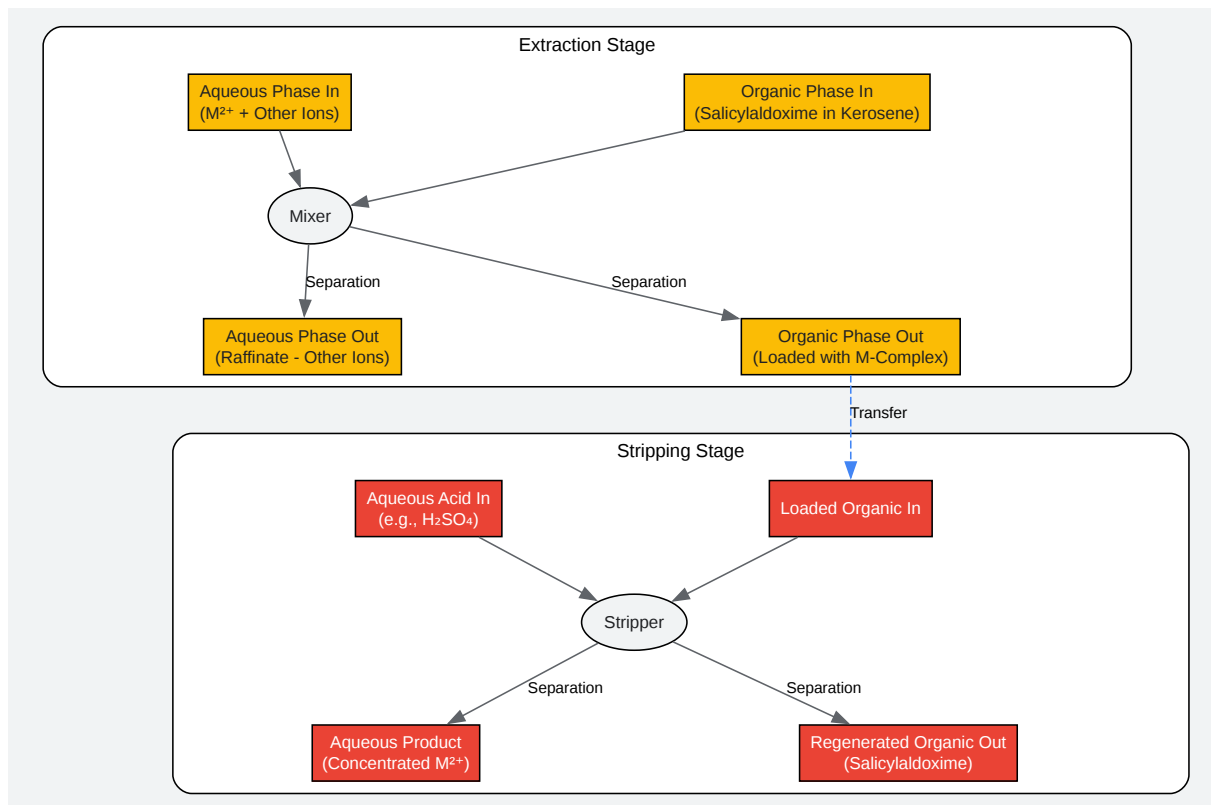 Extraction Stage
Aqueous Phase In
(M²⁺ + Other Ions)
Organic Phase In
(Salicylaldoxime in Kerosene)
Mixer
Separation
Separation
Aqueous Phase Out
(Raffinate - Other Ions)
Organic Phase Out
(Loaded with M-Complex)
Transfer
Stripping Stage
Aqueous Acid In
(e.g., H₂SO₄)
Loaded Organic In
Stripper
Separation
Separation
Aqueous Product
(Concentrated M²⁺)
Regenerated Organic Out
(Salicylaldoxime)